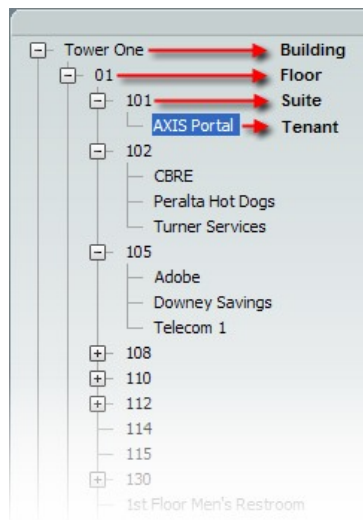 Tower One Building
01 Floor
101 Suite
AXIS Portal Tenant
102
CBRE
Peralta Hot Dogs
Turner Services
105
Adobe
Downey Savings
Telecom 1
108
110
112
114
115
130
1st Floor Men's Restroom